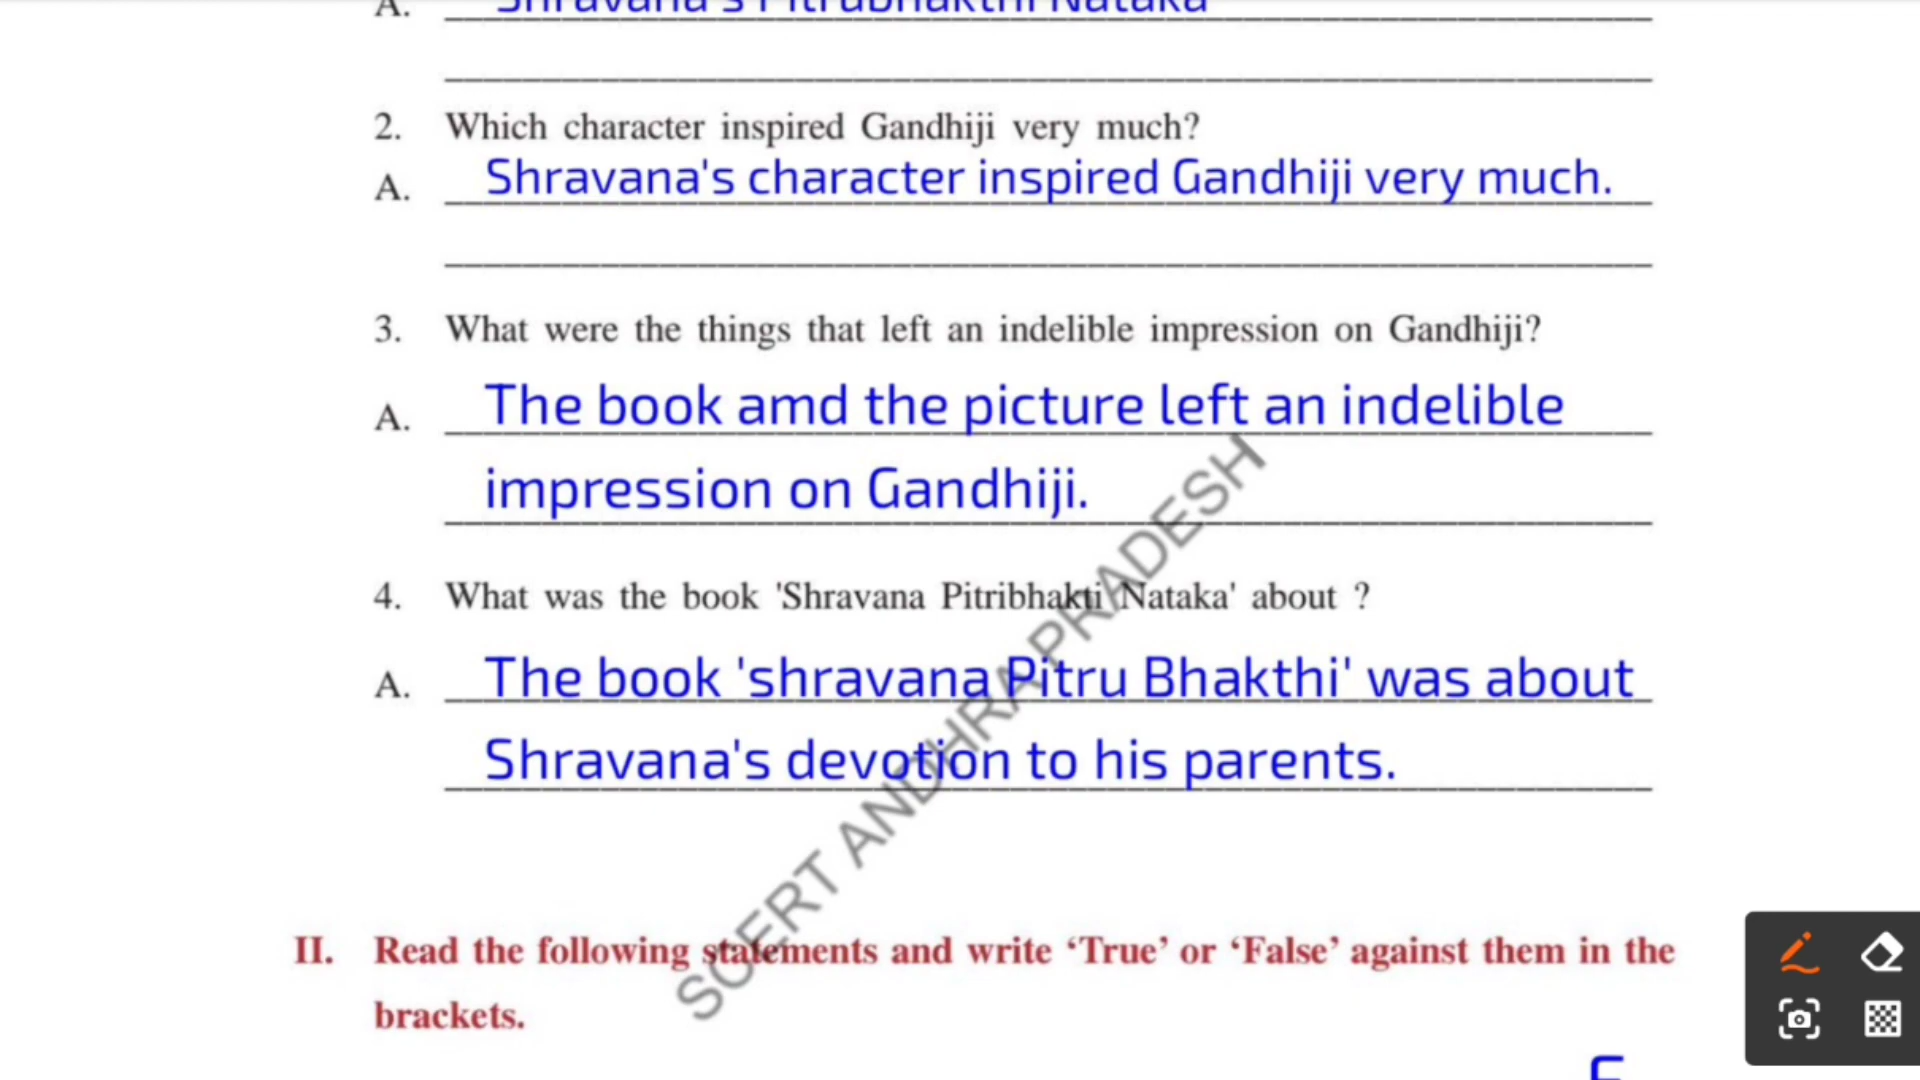 A. Shravana's Pitrubhakthi Nataka
2. Which character inspired Gandhiji very much?
A. Shravana's character inspired Gandhiji very much.
3. What were the things that left an indelible impression on Gandhiji?
A. The book amd the picture left an indelible
impression on Gandhiji.
4. What was the book 'Shravana Pitribhakti Nataka' about ?
A. The book 'shravana Pitru Bhakthi' was about
Shravana's devotion to his parents.
SCERT ANDHRA PRADESH
II. Read the following statements and write ‘True’ or ‘False’ against them in the
brackets.